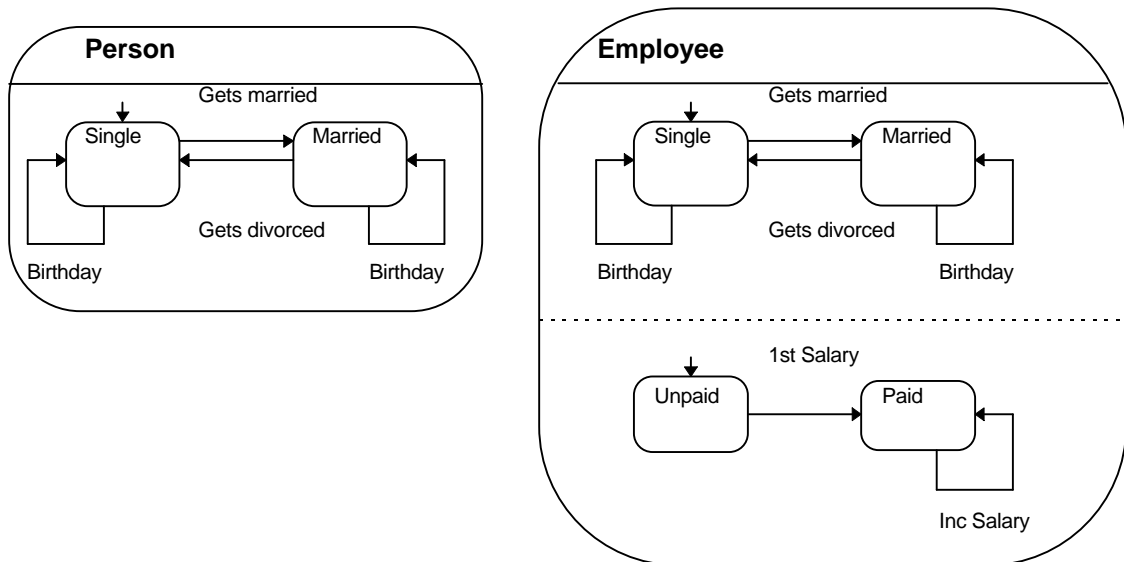 Person
Gets married
Single
Married
Gets divorced
Birthday
Birthday
Employee
Gets married
Single
Married
Gets divorced
Birthday
Birthday
1st Salary
Unpaid
Paid
Inc Salary